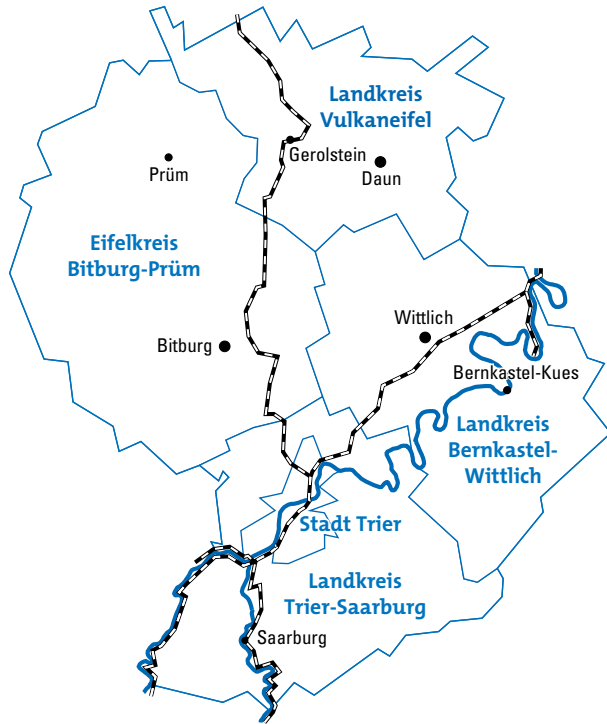 Landkreis
Vulkaneifel
Gerolstein
Prüm
Daun
Eifelkreis
Bitburg-Prüm
Wittlich
Bitburg
Bernkastel-Kues
Landkreis
Bernkastel-
Wittlich
Stadt Trier
Landkreis
Trier-Saarburg
Saarburg